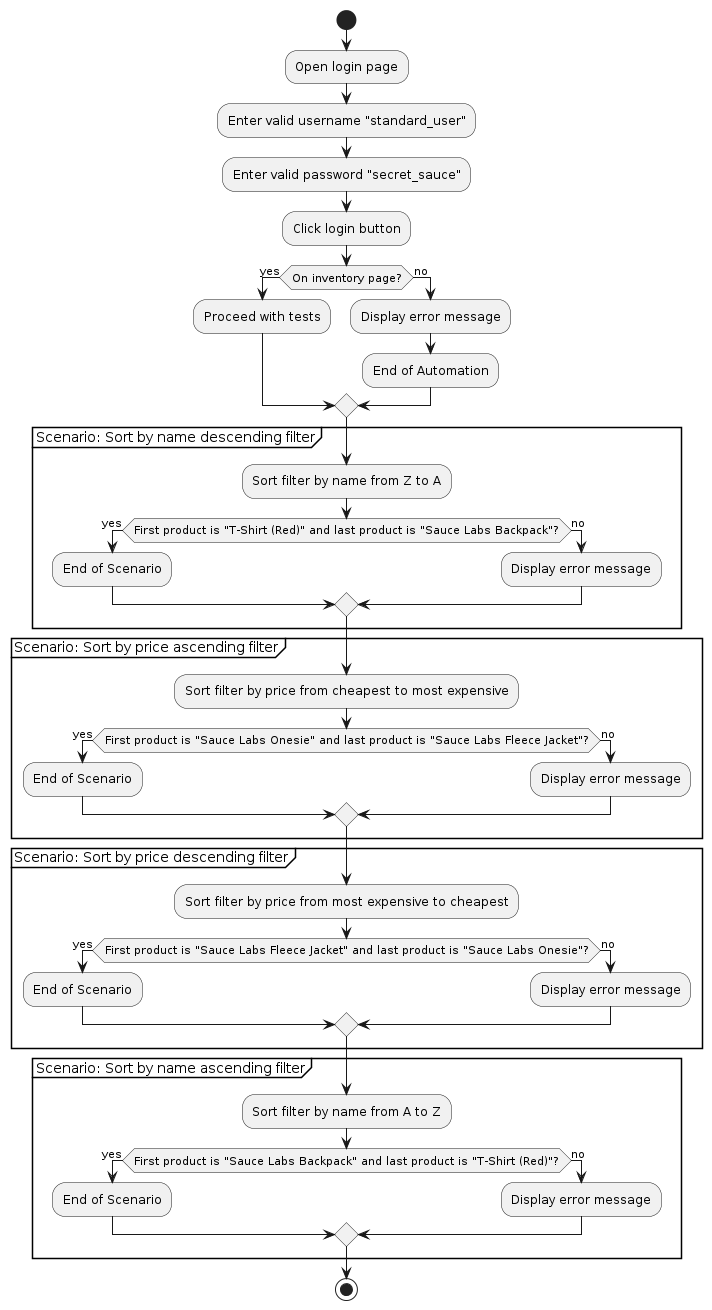 Open login page
Enter valid username "standard_user"
Enter valid password "secret_sauce"
Click login button
yes
On inventory page?
no
Proceed with tests
Display error message
End of Automation
Scenario: Sort by name descending filter
Sort filter by name from Z to A
yes
First product is "T-Shirt (Red)" and last product is "Sauce Labs Backpack"?
no
End of Scenario
Display error message
Scenario: Sort by price ascending filter
Sort filter by price from cheapest to most expensive
yes
First product is "Sauce Labs Onesie" and last product is "Sauce Labs Fleece Jacket"?
no
End of Scenario
Display error message
Scenario: Sort by price descending filter
Sort filter by price from most expensive to cheapest
yes
First product is "Sauce Labs Fleece Jacket" and last product is "Sauce Labs Onesie"?
no
End of Scenario
Display error message
Scenario: Sort by name ascending filter
Sort filter by name from A to Z
yes
First product is "Sauce Labs Backpack" and last product is "T-Shirt (Red)"?
no
End of Scenario
Display error message